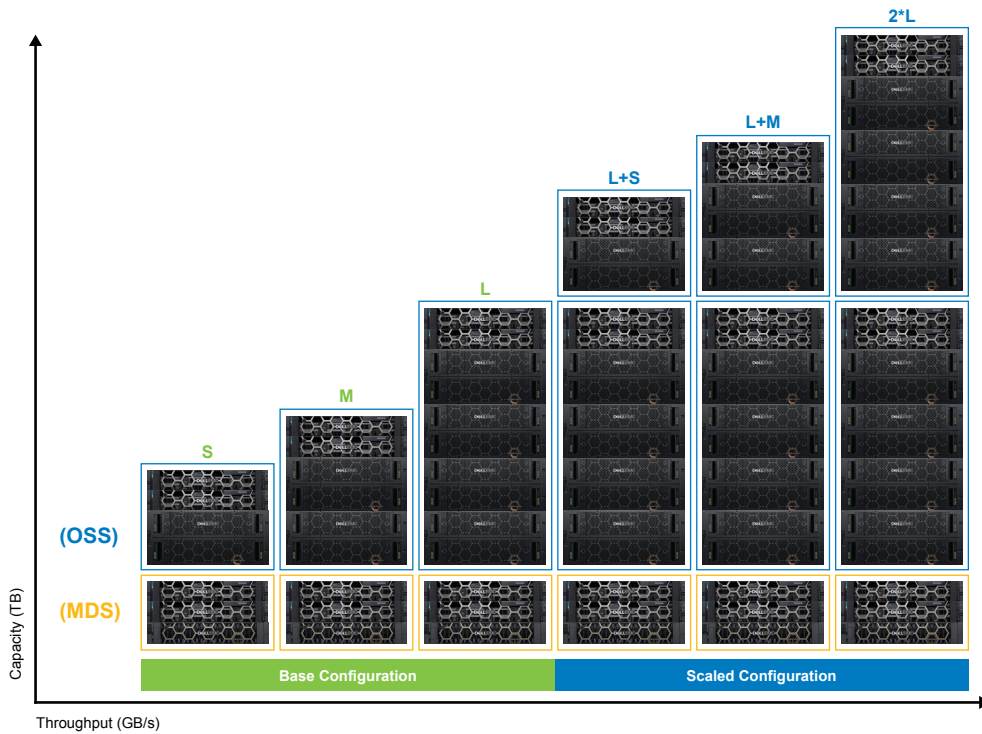 2*L
L+M
L+S
L
M
S
(OSS)
(MDS)
Capacity (TB)
Base Configuration
Scaled Configuration
Throughput (GB/s)